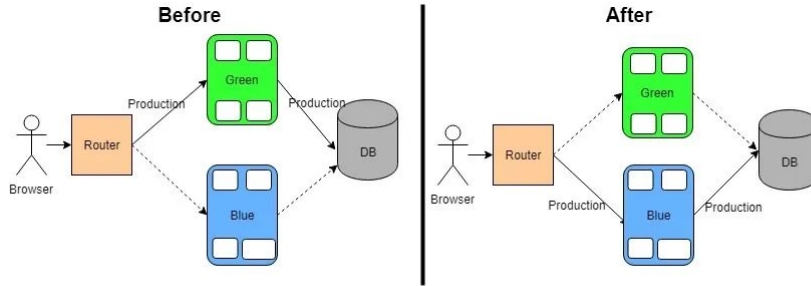 Before
Green
Production
Production
Router
DB
Browser
Blue
After
Green
Router
DB
Browser
Production
Blue
Production